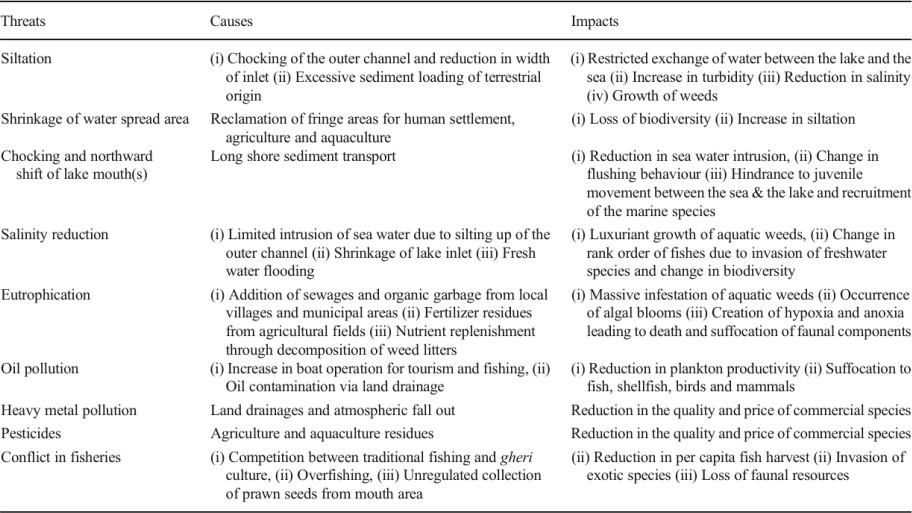 Threats Causes Impacts
Siltation (i) Chocking of the outer channel and reduction in width (i) Restricted exchange of water between the lake and the
of inlet (ii) Excessive sediment loading of terrestrial sea (ii) Increase in turbidity (iii) Reduction in salinity
origin (iv) Growth of weeds
Shrinkage of water spread area Reclamation of fringe areas for human settlement, (i) Loss of biodiversity (ii) Increase in siltation
agriculture and aquaculture
Chocking and northward Long shore sediment transport (i) Reduction in sea water intrusion, (ii) Change in
shift of lake mouth(s) flushing behaviour (iii) Hindrance to juvenile
movement between the sea & the lake and recruitment
of the marine species
Salinity reduction (i) Limited intrusion of sea water due to silting up of the (i) Luxuriant growth of aquatic weeds, (ii) Change in
outer channel (ii) Shrinkage of lake inlet (iii) Fresh rank order of fishes due to invasion of freshwater
water flooding species and change in biodiversity
Eutrophication (i) Addition of sewages and organic garbage from local (i) Massive infestation of aquatic weeds (ii) Occurrence
villages and municipal areas (ii) Fertilizer residues of algal blooms (iii) Creation of hypoxia and anoxia
from agricultural fields (iii) Nutrient replenishment leading to death and suffocation of faunal components
through decomposition of weed litters
Oil pollution (i) Increase in boat operation for tourism and fishing, (ii) (i) Reduction in plankton productivity (ii) Suffocation to
Oil contamination via land drainage fish, shellfish, birds and mammals
Heavy metal pollution Land drainages and atmospheric fall out Reduction in the quality and price of commercial species
Pesticides Agriculture and aquaculture residues Reduction in the quality and price of commercial species
Conflict in fisheries (i) Competition between traditional fishing and gheri (ii) Reduction in per capita fish harvest (ii) Invasion of
culture, (ii) Overfishing, (iii) Unregulated collection exotic species (iii) Loss of faunal resources
of prawn seeds from mouth area